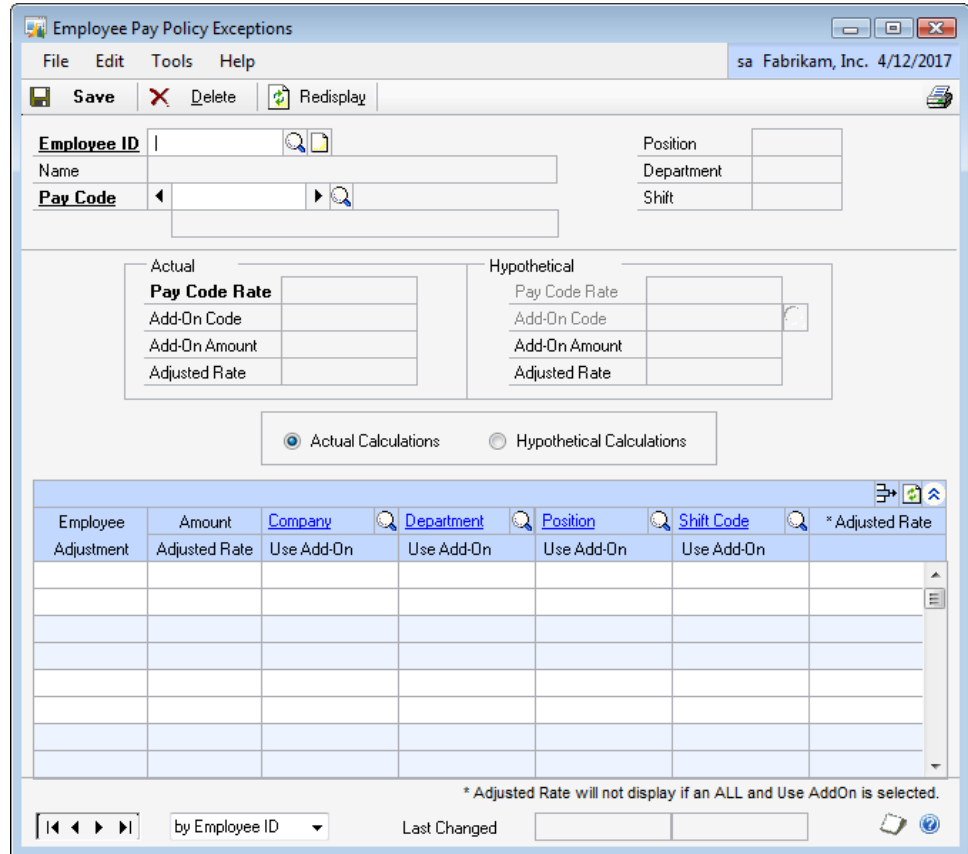 Employee Pay Policy Exceptions
File Edit Tools Help sa Fabrikam, Inc. 4/12/2017
Save Delete Redisplay
Employee ID Position
Name Department
Pay Code Shift
Actual Hypothetical
Pay Code Rate Pay Code Rate
Add-On Code Add-On Code
Add-On Amount Add-On Amount
Adjusted Rate Adjusted Rate
Actual Calculations Hypothetical Calculations
Employee Amount Company Department Position Shift Code * Adjusted Rate
Adjustment Adjusted Rate Use Add-On Use Add-On Use Add-On Use Add-On
* Adjusted Rate will not display if an ALL and Use AddOn is selected.
by Employee ID Last Changed